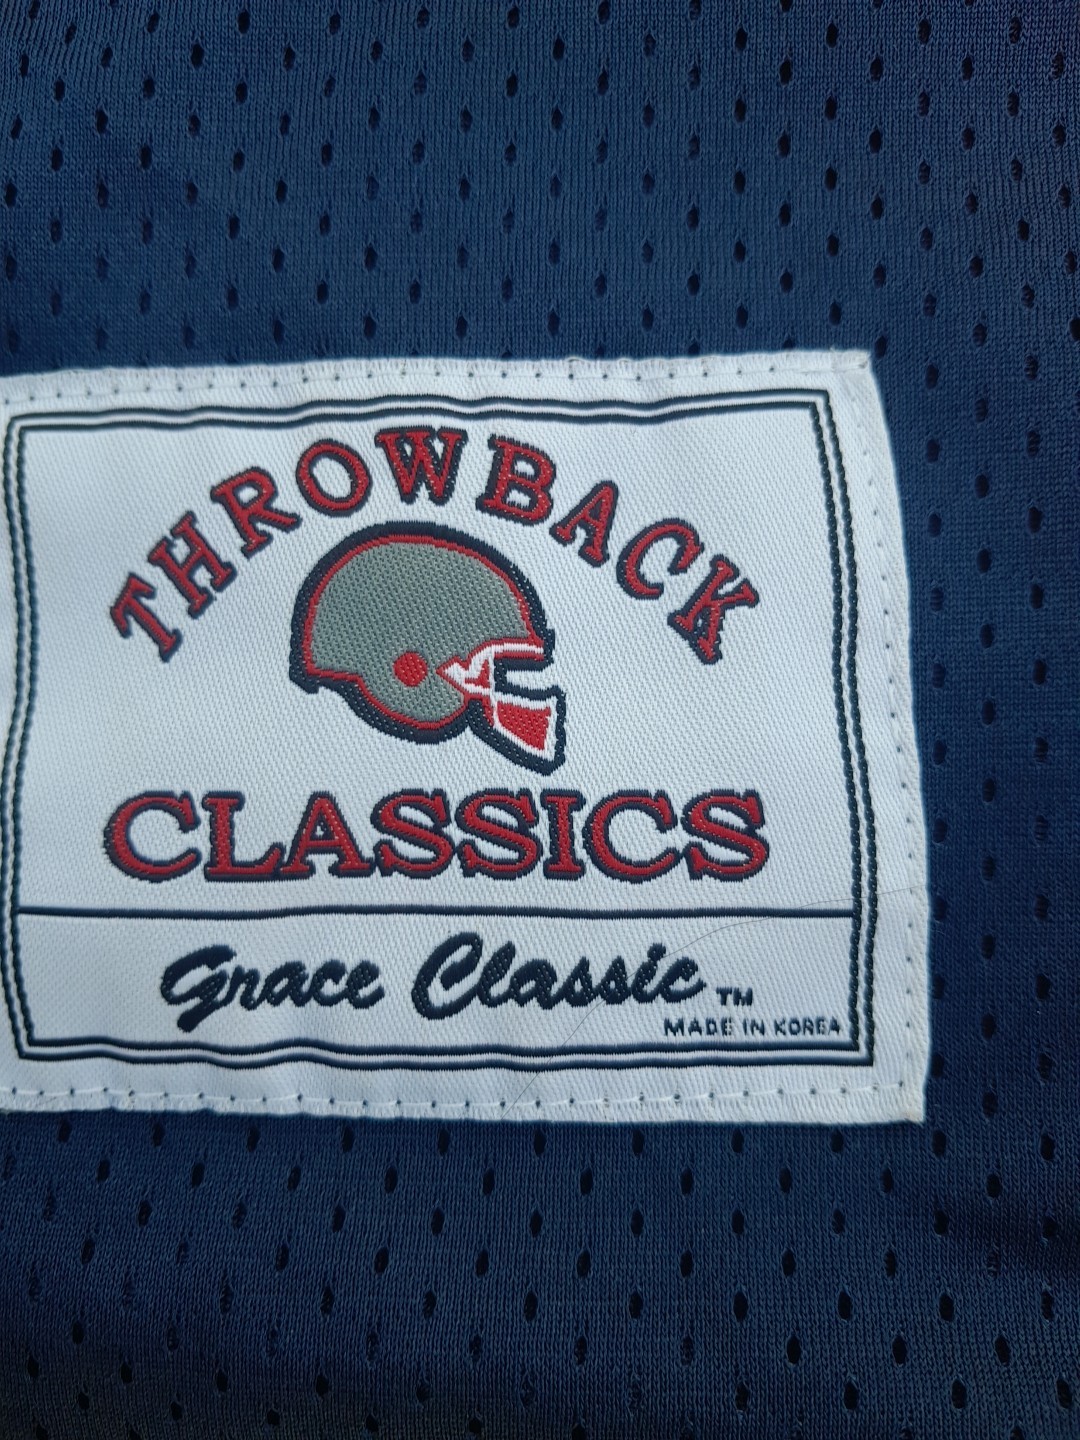 THROWBACK
CLASSICS
Grace Classic TM
MADE IN KOREA